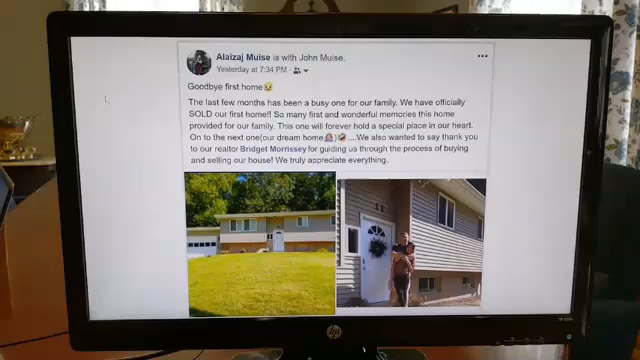 Alaizaj Muise is with John Muise.
Yesterday at 7:34 PM
Goodbye first home
The last few months has been a busy one for our family. We have officially
SOLD our first home!! So many first and wonderful memories this home
provided for our family. This one will forever hold a special place in our heart.
On to the next one(our dream home)....We also wanted to say thank you
to our realtor Bridget Morrissey for guiding us through the process of buying
and selling our house! We truly appreciate everything.
hp